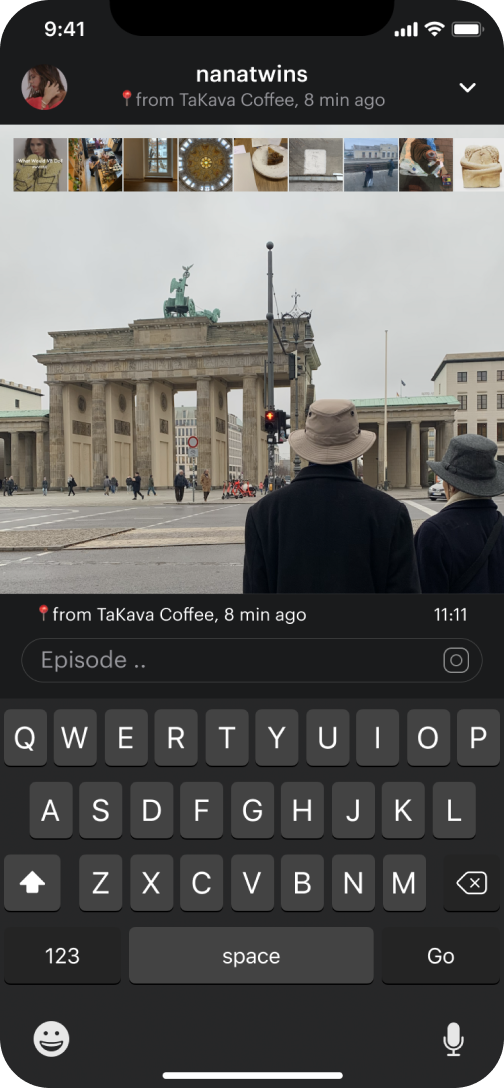 9:41
nanatwins
from TaKava Coffee, 8 min ago
What Would Do?
from TaKava Coffee, 8 min ago
11:11
Episode ..
Q W E R T Y U I O P
A S D F G H J K L
Z X C V B N M
123 space Go